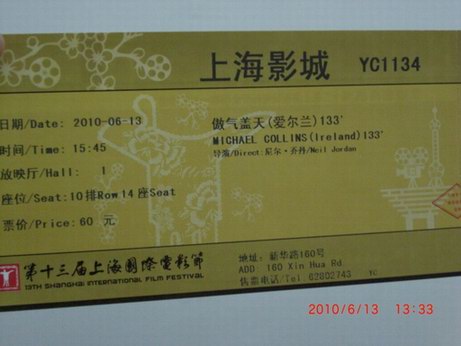 上海影城 YC1134
日期/Date: 2010-06-13
傲气盖天(爱尔兰)133'
时间/Time: 15:45
MICHAEL COLLINS(Ireland)133'
导演/Direct:尼尔·乔丹/Neil Jordan
放映厅/Hall: 1
座位/Seat:10排Row14座Seat
票价/Price:60 元
第十三届上海國際電影節
13TH SHANGHAI INTERNATIONAL FILM FESTIVAL
地址: 新华路160号
ADD: 160 Xin Hua Rd
售票电话/Tel: 62802743 YC
2010/6/13 13:33